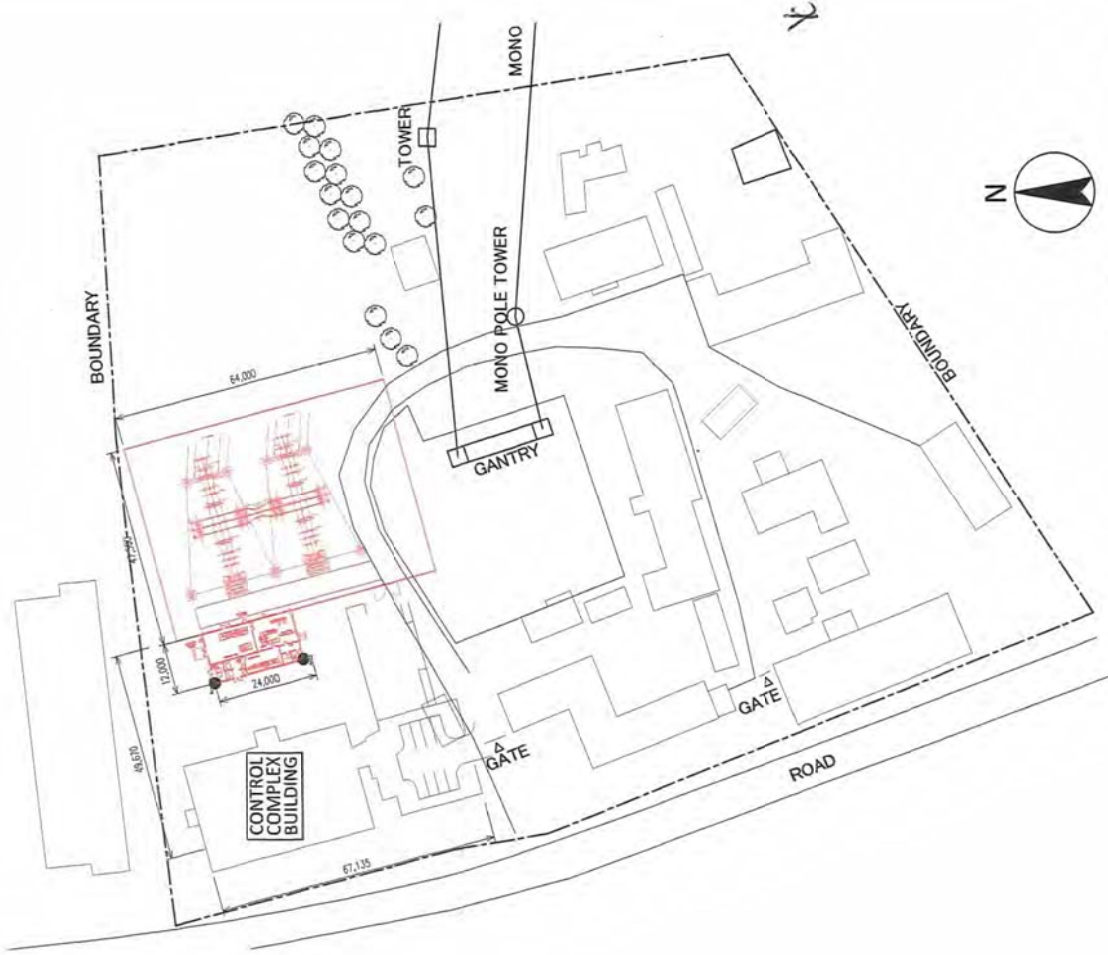 BOUNDARY
TOWER
MONO
64,000
MONO POLE TOWER
N
GANTRY
12,000
24,000
49,670
CONTROL
COMPLEX
BUILDING
67,135
GATE
GATE
ROAD
BOUNDARY